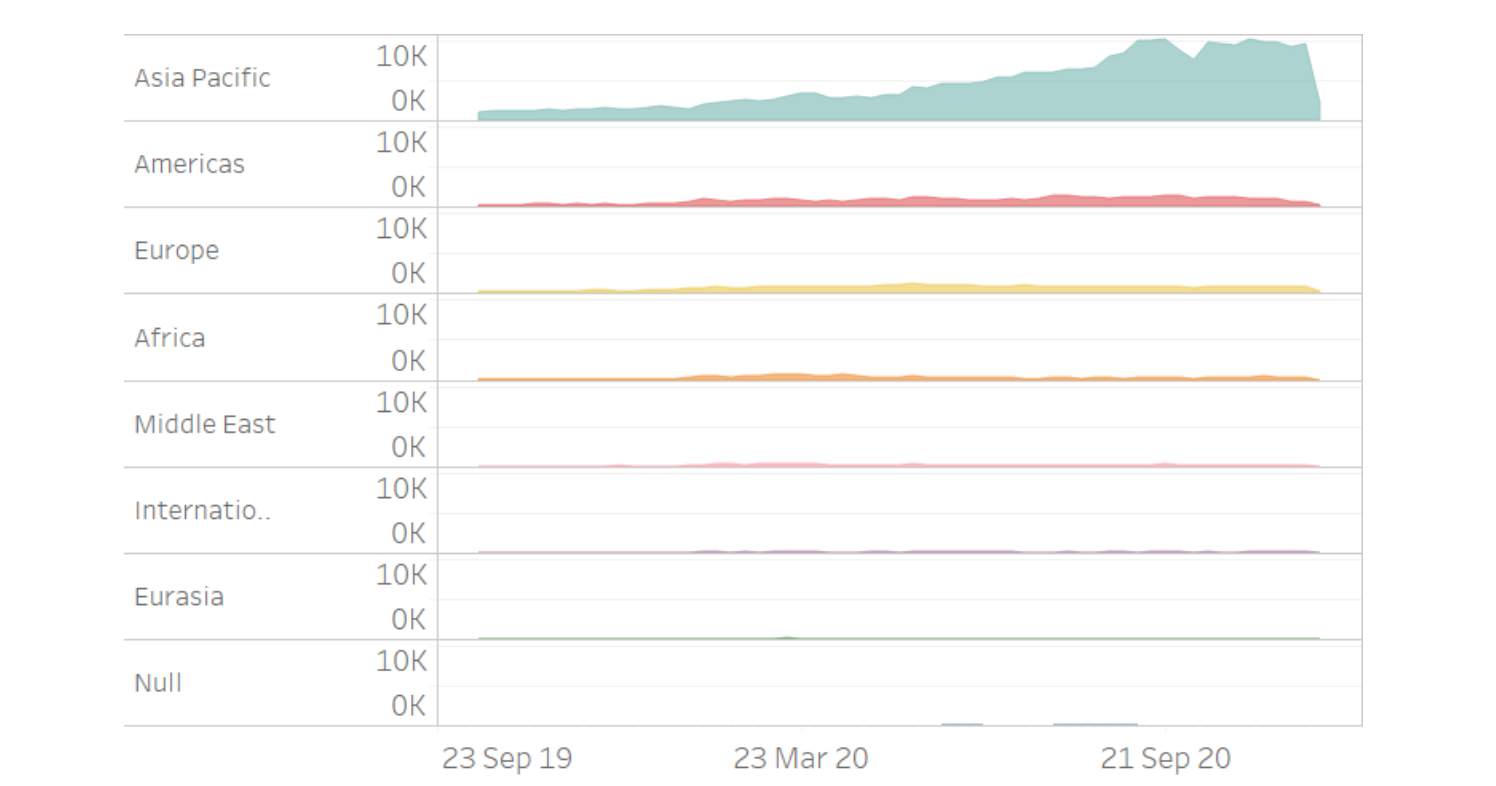 Asia Pacific 10K
0K
Americas 10K
0K
Europe 10K
0K
Africa 10K
0K
Middle East 10K
0K
Internatio.. 10K
0K
Eurasia 10K
0K
Null 10K
0K
23 Sep 19 23 Mar 20 21 Sep 20